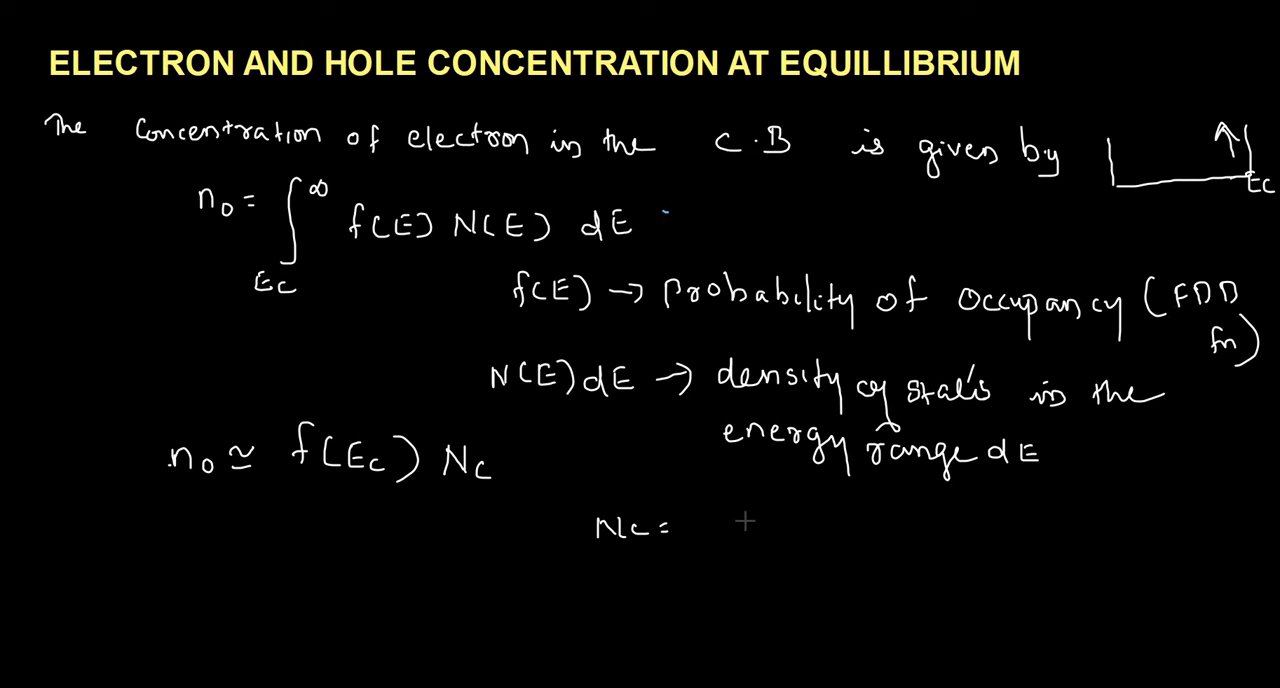 ELECTRON AND HOLE CONCENTRATION AT EQUILLIBRIUM
The Concentration of electron in the C.B is given by
Ec
n₀ = ∫_{Ec}^{∞} f(E) N(E) dE
f(E) → Probability of Occupancy (FDD fn)
N(E)dE → density of states in the
energy range dE
n₀ ≃ f(Ec) Nc
Nc =